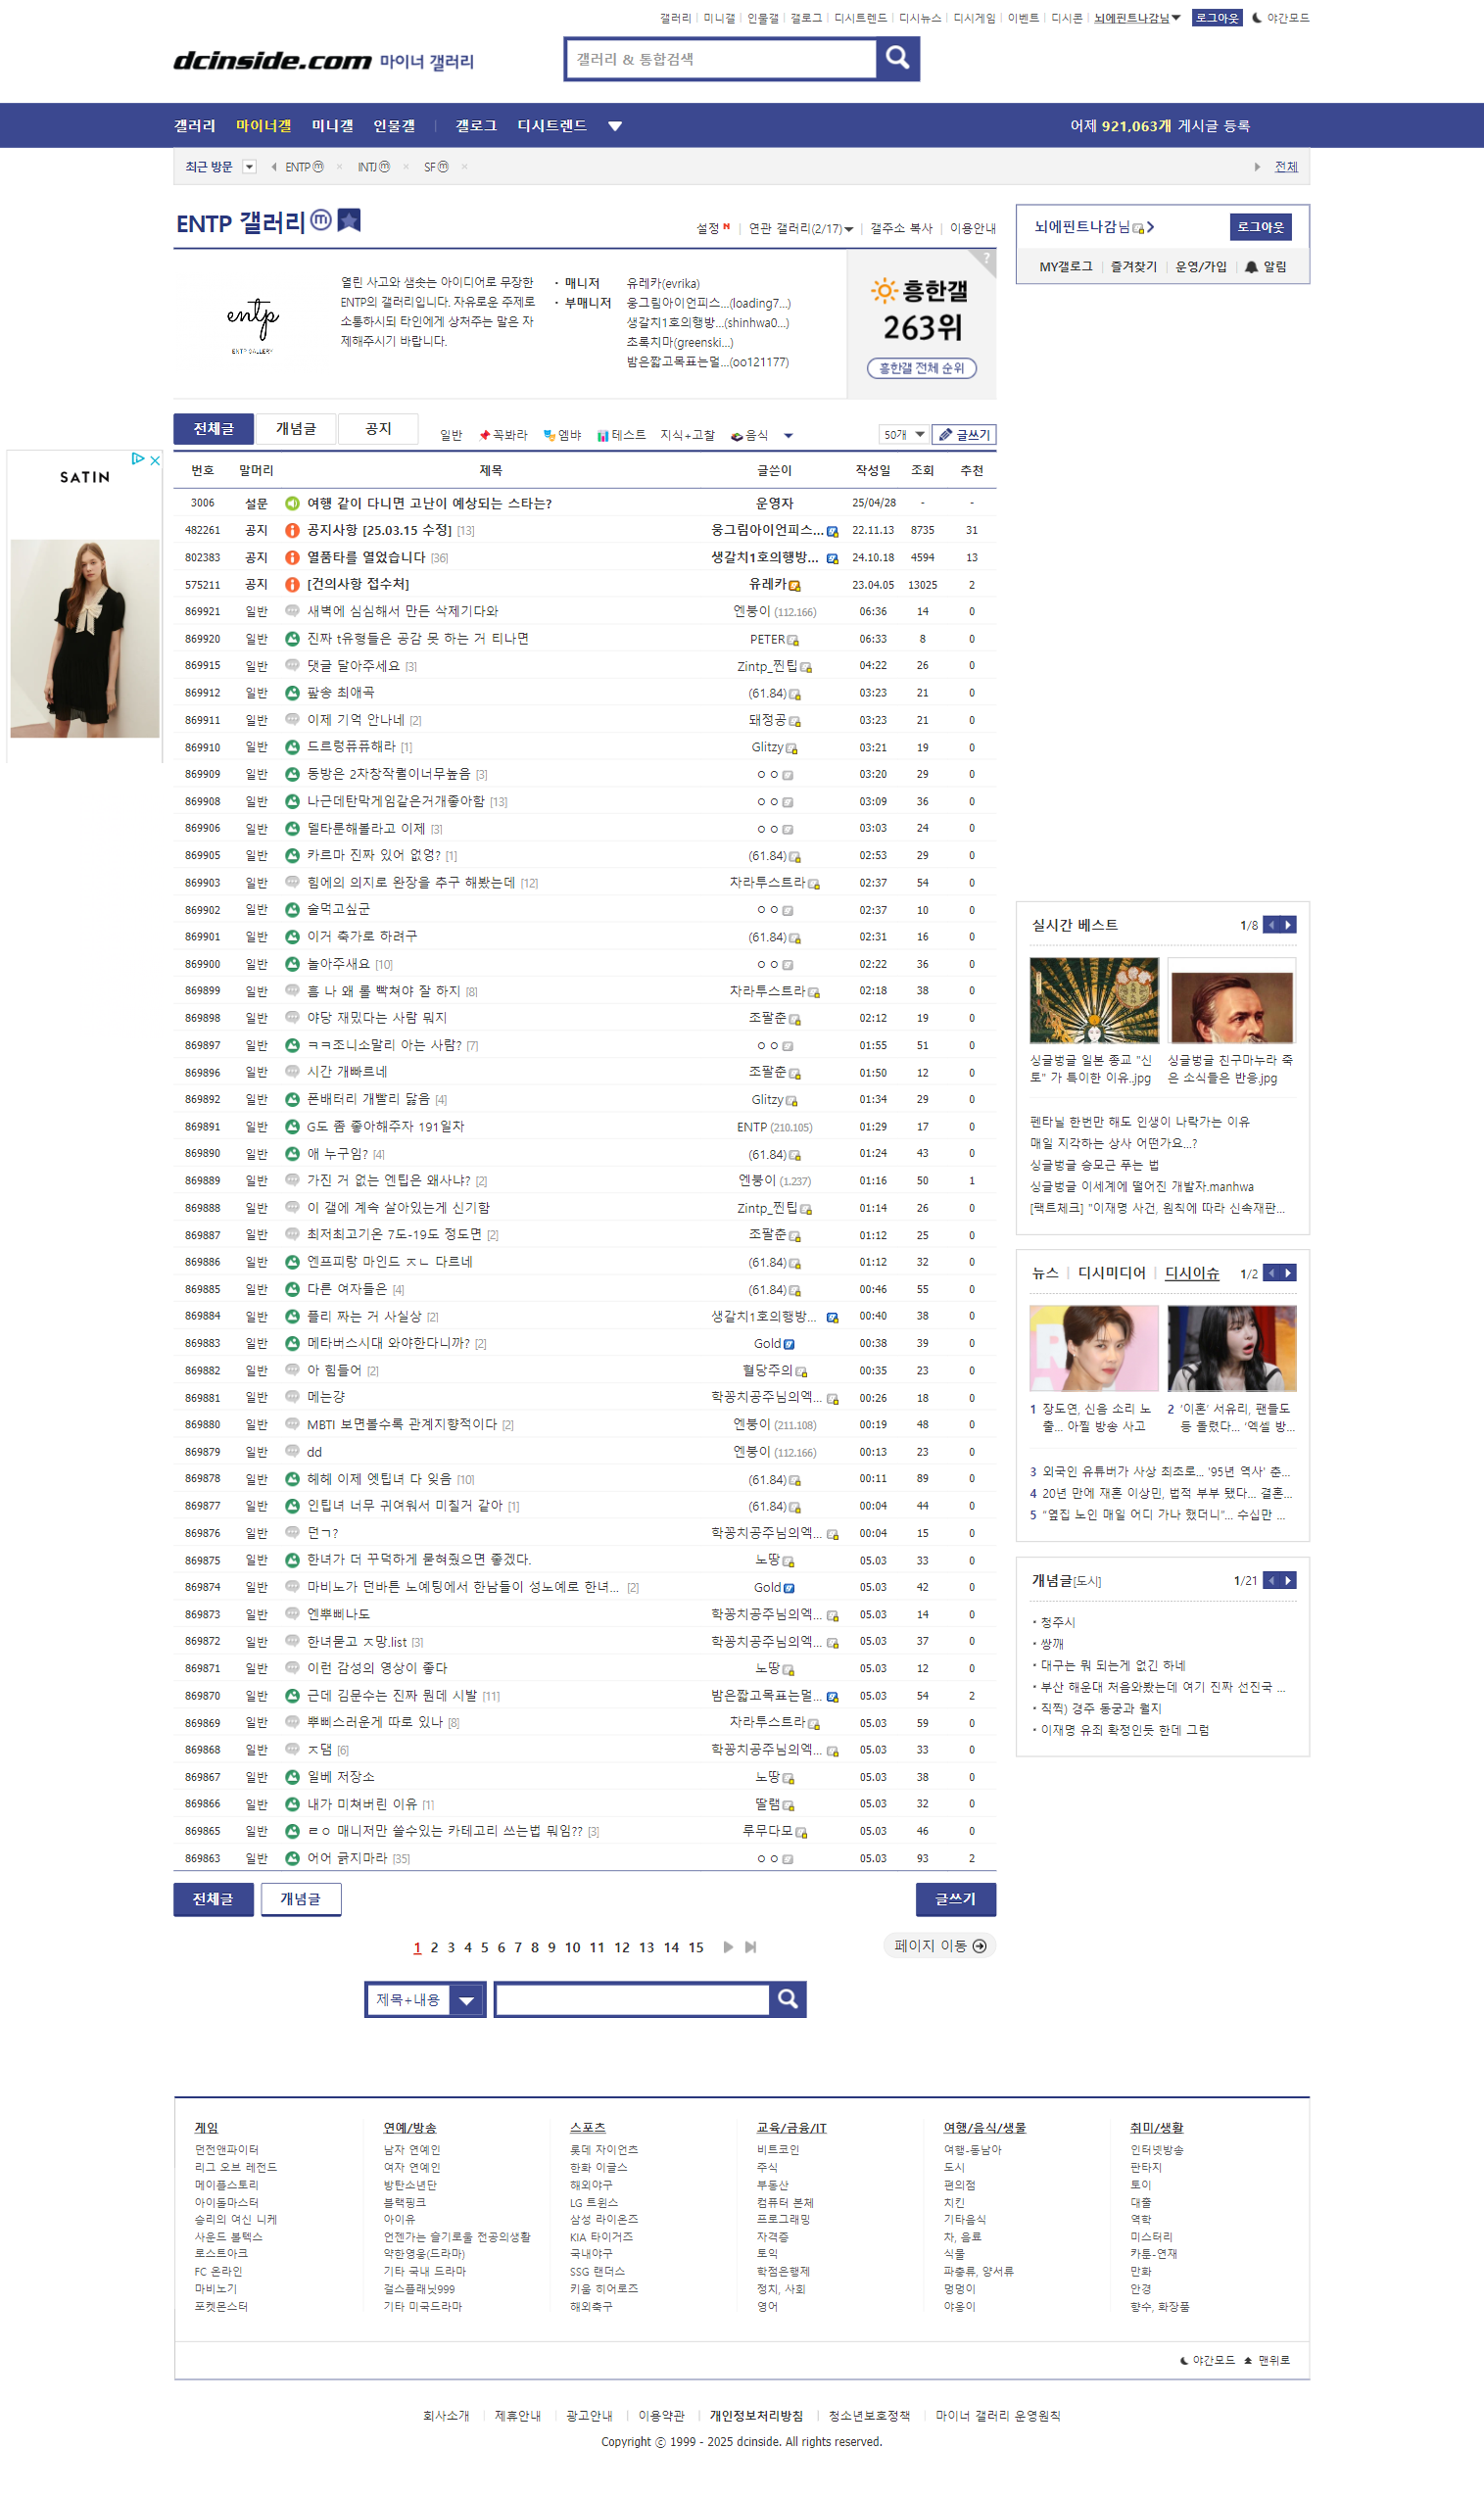 갤러리 | 미니갤 | 인물갤 | 갤로그 | 디시트렌드 | 디시뉴스 | 디시게임 | 이벤트 | 디시콘 | 뇌에핀트나감님 로그아웃 야간모드
dcinside.com 마이너 갤러리
갤러리 & 통합검색
갤러리 마이너갤 미니갤 인물갤 | 갤로그 디시트렌드
어제 921,063개 게시글 등록
최근 방문 ENTPⓜ × INTJⓜ × SFⓜ × 전체
ENTP 갤러리ⓜ
설정 N | 연관 갤러리(2/17) | 갤주소 복사 | 이용안내
열린 사고와 샘솟는 아이디어로 무장한
ENTP의 갤러리입니다. 자유로운 주제로
소통하시되 타인에게 상처주는 말은 자
제해주시기 바랍니다.
entp
ENTP GALLERY
· 매니저 유레카(evrika)
· 부매니저 웅그림아이언피스...(loading7...)
생갈치1호의행방...(shinhwa0...)
초록치마(greenski...)
밤은짧고목표는멀...(oo121177)
?
흥한갤
263위
흥한갤 전체 순위
뇌에핀트나감님
로그아웃
MY갤로그 | 즐겨찾기 | 운영/가입 | 알림
전체글 개념글 공지
일반 꼭봐라 엠뱌 테스트 지식+고찰 음식
50개 글쓰기
SATIN
번호 말머리 제목 글쓴이 작성일 조회 추천
3006 설문 여행 같이 다니면 고난이 예상되는 스타는? 운영자 25/04/28 - -
482261 공지 공지사항 [25.03.15 수정] [13] 웅그림아이언피스... 22.11.13 8735 31
802383 공지 열품타를 열었습니다 [36] 생갈치1호의행방... 24.10.18 4594 13
575211 공지 [건의사항 접수처] 유레카 23.04.05 13025 2
869921 일반 새벽에 심심해서 만든 삭제기다와 엔붕이 (112.166) 06:36 14 0
869920 일반 진짜 t유형들은 공감 못 하는 거 티나면 PETER 06:33 8 0
869915 일반 댓글 달아주세요 [3] Zintp_찐팁 04:22 26 0
869912 일반 팦송 최애곡 (61.84) 03:23 21 0
869911 일반 이제 기억 안나네 [2] 돼정공 03:23 21 0
869910 일반 드르렁퓨퓨해라 [1] Glitzy 03:21 19 0
869909 일반 동방은 2차창작퀄이너무높음 [3] ㅇㅇ 03:20 29 0
869908 일반 나근데탄막게임같은거개좋아함 [13] ㅇㅇ 03:09 36 0
869906 일반 델타룬해볼라고 이제 [3] ㅇㅇ 03:03 24 0
869905 일반 카르마 진짜 있어 없엉? [1] (61.84) 02:53 29 0
869903 일반 힘에의 의지로 완장을 추구 해봤는데 [12] 차라투스트라 02:37 54 0
869902 일반 술먹고싶군 ㅇㅇ 02:37 10 0
869901 일반 이거 축가로 하려구 (61.84) 02:31 16 0
869900 일반 놀아주새요 [10] ㅇㅇ 02:22 36 0
869899 일반 흠 나 왜 롤 빡쳐야 잘 하지 [8] 차라투스트라 02:18 38 0
869898 일반 야당 재밌다는 사람 뭐지 조팔춘 02:12 19 0
869897 일반 ㅋㅋ조니소말리 아는 사람? [7] ㅇㅇ 01:55 51 0
869896 일반 시간 개빠르네 조팔춘 01:50 12 0
869892 일반 폰배터리 개빨리 닳음 [4] Glitzy 01:34 29 0
869891 일반 G도 좀 좋아해주자 191일차 ENTP (210.105) 01:29 17 0
869890 일반 얘 누구임? [4] (61.84) 01:24 43 0
869889 일반 가진 거 없는 엔팁은 왜사냐? [2] 엔붕이 (1.237) 01:16 50 1
869888 일반 이 갤에 계속 살아있는게 신기함 Zintp_찐팁 01:14 26 0
869887 일반 최저최고기온 7도-19도 정도면 [2] 조팔춘 01:12 25 0
869886 일반 엔프피랑 마인드 ㅈㄴ 다르네 (61.84) 01:12 32 0
869885 일반 다른 여자들은 [4] (61.84) 00:46 55 0
869884 일반 플리 짜는 거 사실상 [2] 생갈치1호의행방... 00:40 38 0
869883 일반 메타버스시대 와야한다니까? [2] Gold 00:38 39 0
869882 일반 아 힘들어 [2] 혈당주의 00:35 23 0
869881 일반 메는걍 학꽁치공주님의엑... 00:26 18 0
869880 일반 MBTI 보면볼수록 관계지향적이다 [2] 엔붕이 (211.108) 00:19 48 0
869879 일반 dd 엔붕이 (112.166) 00:13 23 0
869878 일반 헤헤 이제 엣팁녀 다 잊음 [10] (61.84) 00:11 89 0
869877 일반 인팁녀 너무 귀여워서 미칠거 같아 [1] (61.84) 00:04 44 0
869876 일반 던ㄱ? 학꽁치공주님의엑... 00:04 15 0
869875 일반 한녀가 더 꾸덕하게 묻혀줬으면 좋겠다. 노땅 05.03 33 0
869874 일반 마비노가 던바튼 노예팅에서 한남들이 성노예로 한녀... [2] Gold 05.03 42 0
869873 일반 엔뿌삐나도 학꽁치공주님의엑... 05.03 14 0
869872 일반 한녀묻고 ㅈ망.list [3] 학꽁치공주님의엑... 05.03 37 0
869871 일반 이런 감성의 영상이 좋다 노땅 05.03 12 0
869870 일반 근데 김문수는 진짜 뭔데 시발 [11] 밤은짧고목표는멀... 05.03 54 2
869869 일반 뿌삐스러운게 따로 있나 [8] 차라투스트라 05.03 59 0
869868 일반 ㅈ댐 [6] 학꽁치공주님의엑... 05.03 33 0
869867 일반 일베 저장소 노땅 05.03 38 0
869866 일반 내가 미쳐버린 이유 [1] 딸램 05.03 32 0
869865 일반 ㄹㅇ 매니저만 쓸수있는 카테고리 쓰는법 뭐임?? [3] 루무다모 05.03 46 0
869863 일반 어어 긁지마라 [35] ㅇㅇ 05.03 93 2
실시간 베스트 1/8
싱글벙글 일본 종교 "신
토" 가 특이한 이유..jpg
싱글벙글 친구마누라 죽
은 소식들은 반응.jpg
펜타닐 한번만 해도 인생이 나락가는 이유
매일 지각하는 상사 어떤가요...?
싱글벙글 승모근 푸는 법
싱글벙글 이세계에 떨어진 개발자.manhwa
[팩트체크] "이재명 사건, 원칙에 따라 신속재판...
뉴스 | 디시미디어 | 디시이슈 1/2
1 장도연, 신음 소리 노
출... 아찔 방송 사고
2 '이혼' 서유리, 팬들도
등 돌렸다... '엑셀 방...
3 외국인 유튜버가 사상 최초로... '95년 역사' 춘...
4 20년 만에 재혼 이상민, 법적 부부 됐다... 결혼...
5 "옆집 노인 매일 어디 가나 했더니"... 수십만 ...
개념글[도시] 1/21
· 청주시
· 쌍깨
· 대구는 뭐 되는게 없긴 하네
· 부산 해운대 처음와봤는데 여기 진짜 선진국 ...
· 직찍) 경주 동궁과 월지
· 이재명 유죄 확정인듯 한데 그럼
전체글 개념글 글쓰기
1 2 3 4 5 6 7 8 9 10 11 12 13 14 15
페이지 이동
제목+내용
게임 연예/방송 스포츠 교육/금융/IT 여행/음식/생물 취미/생활
던전앤파이터 남자 연예인 롯데 자이언츠 비트코인 여행-동남아 인터넷방송
리그 오브 레전드 여자 연예인 한화 이글스 주식 도시 판타지
메이플스토리 방탄소년단 해외야구 부동산 편의점 토이
아이돌마스터 블랙핑크 LG 트윈스 컴퓨터 본체 치킨 대출
승리의 여신 니케 아이유 삼성 라이온즈 프로그래밍 기타음식 역학
사운드 볼텍스 언젠가는 슬기로울 전공의생활 KIA 타이거즈 자격증 차, 음료 미스터리
로스트아크 약한영웅(드라마) 국내야구 토익 식물 카툰-연재
FC 온라인 기타 국내 드라마 SSG 랜더스 학점은행제 파충류, 양서류 만화
마비노기 걸스플래닛999 키움 히어로즈 정치, 사회 멍멍이 안경
포켓몬스터 기타 미국드라마 해외축구 영어 야옹이 향수, 화장품
야간모드 맨위로
회사소개 | 제휴안내 | 광고안내 | 이용약관 | 개인정보처리방침 | 청소년보호정책 | 마이너 갤러리 운영원칙
Copyright ⓒ 1999 - 2025 dcinside. All rights reserved.